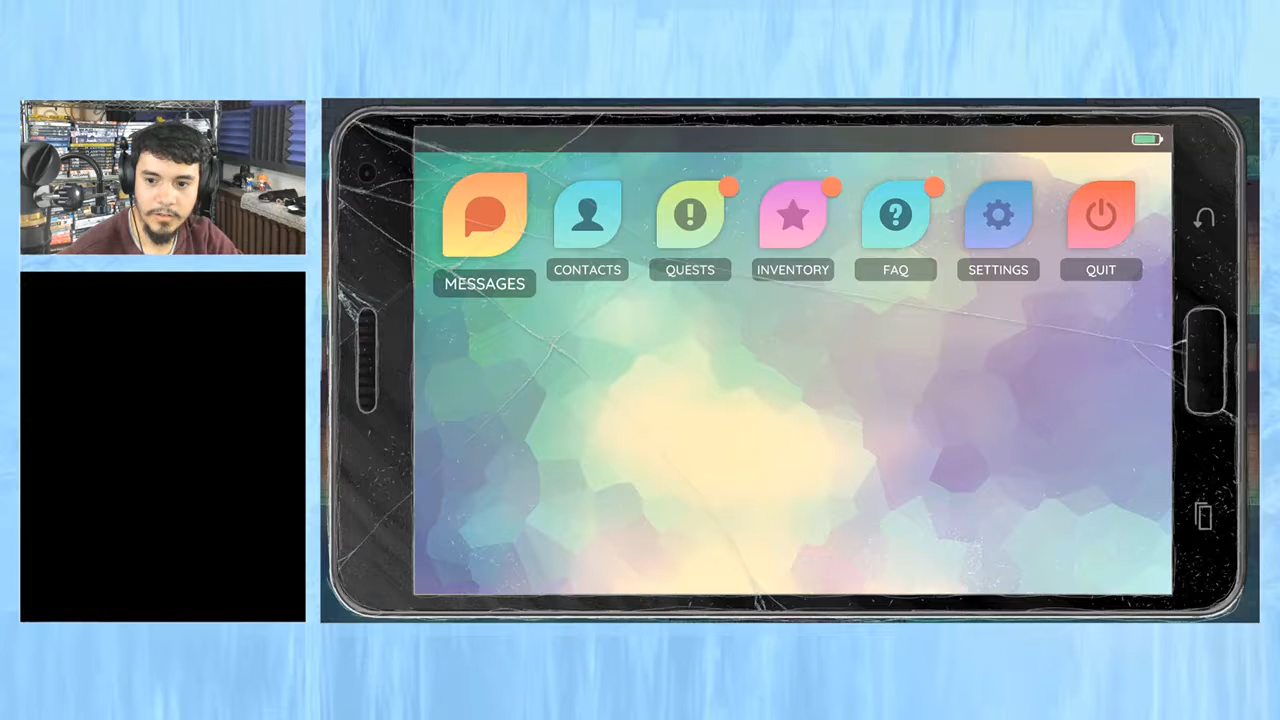 MESSAGES
CONTACTS
QUESTS
INVENTORY
FAQ
SETTINGS
QUIT